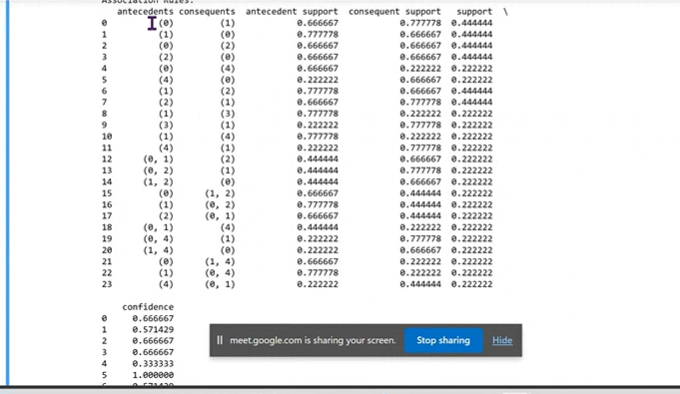 Association Rules:
antecedents consequents antecedent support consequent support support \
0 (0) (1) 0.666667 0.777778 0.444444
1 (1) (0) 0.777778 0.666667 0.444444
2 (0) (2) 0.666667 0.666667 0.444444
3 (2) (0) 0.666667 0.666667 0.444444
4 (0) (4) 0.666667 0.222222 0.222222
5 (4) (0) 0.222222 0.666667 0.222222
6 (1) (2) 0.777778 0.666667 0.444444
7 (2) (1) 0.666667 0.777778 0.444444
8 (1) (3) 0.777778 0.222222 0.222222
9 (3) (1) 0.222222 0.777778 0.222222
10 (1) (4) 0.777778 0.222222 0.222222
11 (4) (1) 0.222222 0.777778 0.222222
12 (0, 1) (2) 0.444444 0.666667 0.222222
13 (0, 2) (1) 0.444444 0.777778 0.222222
14 (1, 2) (0) 0.444444 0.666667 0.222222
15 (0) (1, 2) 0.666667 0.444444 0.222222
16 (1) (0, 2) 0.777778 0.444444 0.222222
17 (2) (0, 1) 0.666667 0.444444 0.222222
18 (0, 1) (4) 0.444444 0.222222 0.222222
19 (0, 4) (1) 0.222222 0.777778 0.222222
20 (1, 4) (0) 0.222222 0.666667 0.222222
21 (0) (1, 4) 0.666667 0.222222 0.222222
22 (1) (0, 4) 0.777778 0.222222 0.222222
23 (4) (0, 1) 0.222222 0.444444 0.222222
confidence
0 0.666667
1 0.571429
2 0.666667
3 0.666667
4 0.333333
5 1.000000
meet.google.com is sharing your screen. Stop sharing Hide